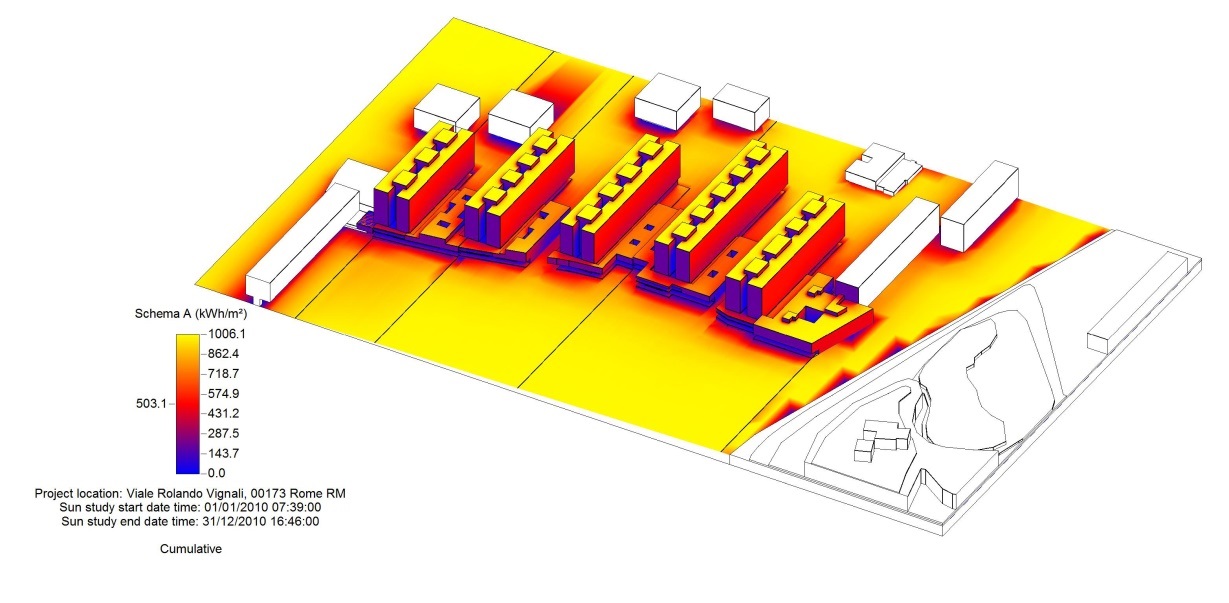 Schema A (kWh/m²)
1006.1
862.4
718.7
574.9
503.1
431.2
287.5
143.7
0.0
Project location: Viale Rolando Vignali, 00173 Rome RM
Sun study start date time: 01/01/2010 07:39:00
Sun study end date time: 31/12/2010 16:46:00
Cumulative